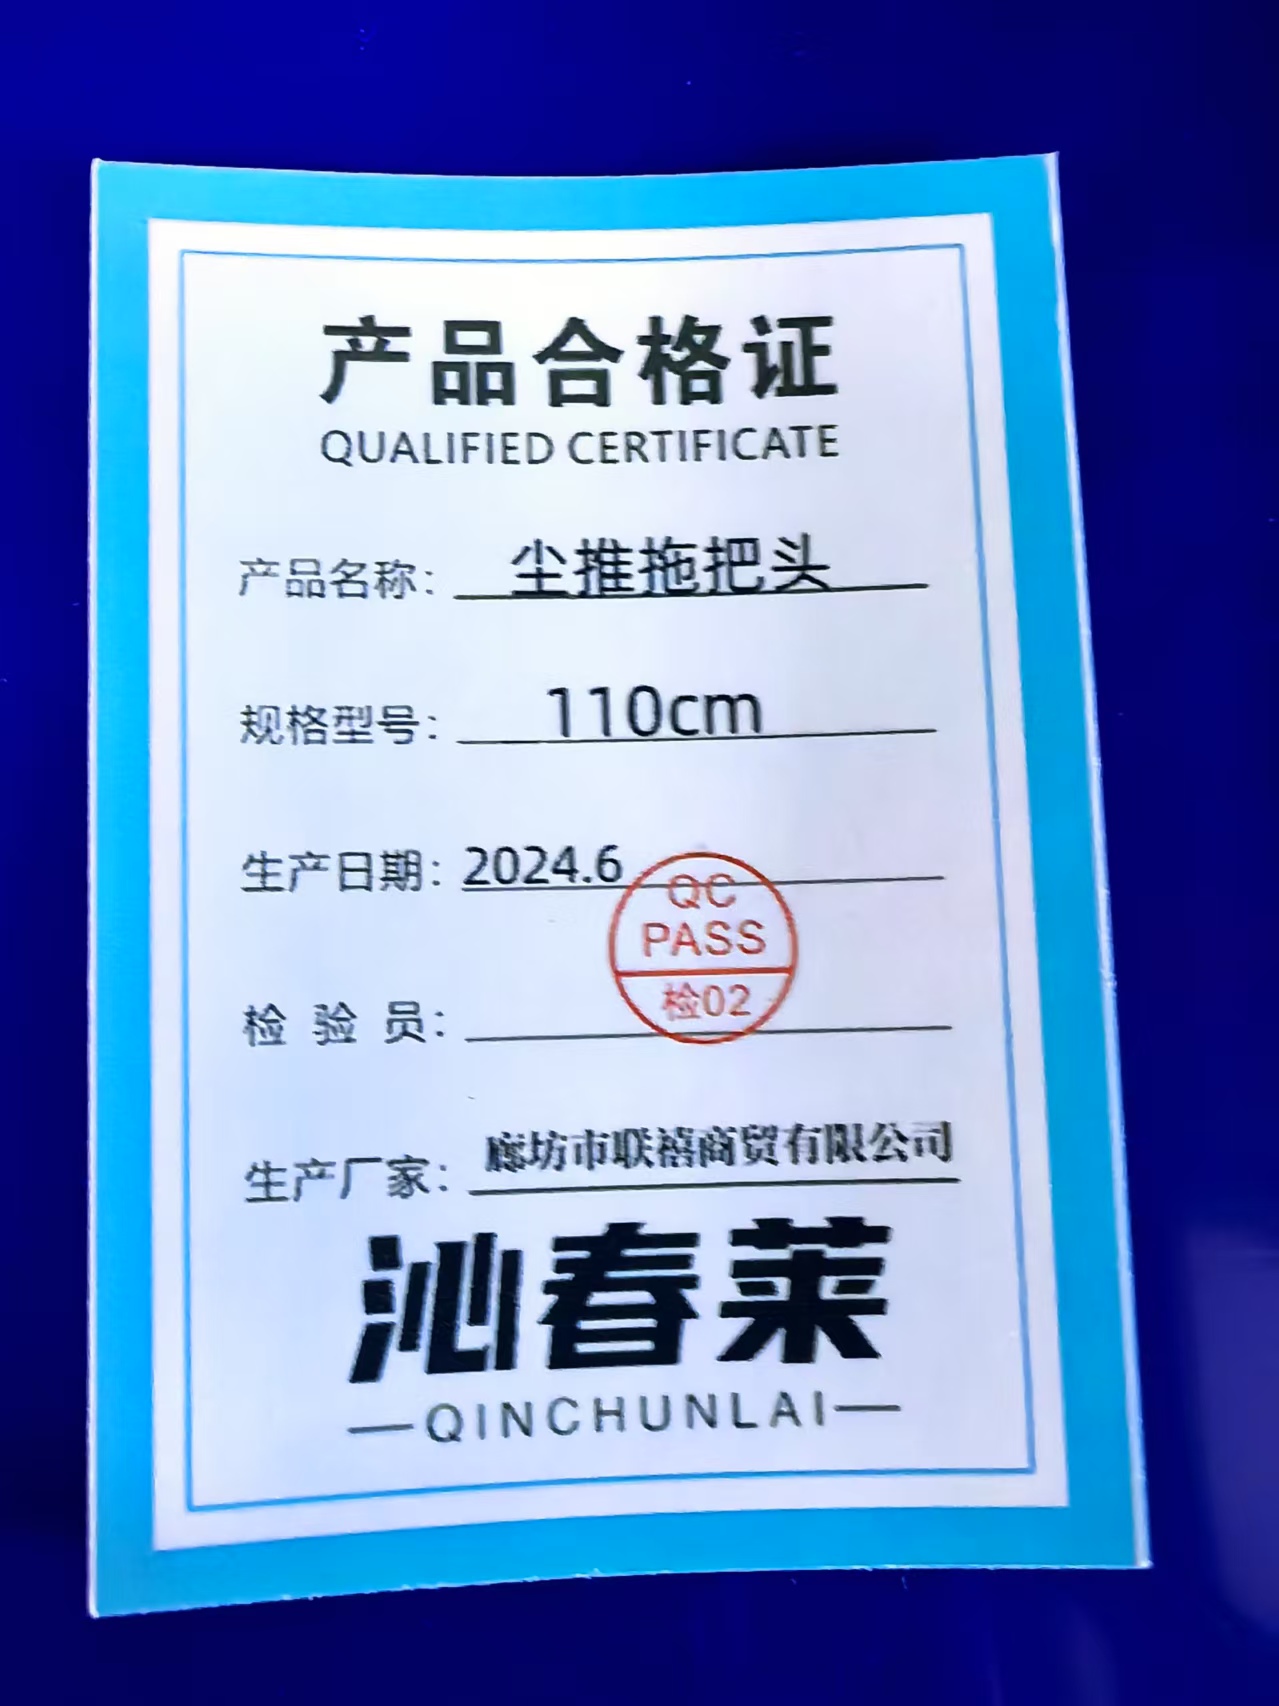 产品合格证
QUALIFIED CERTIFICATE
产品名称： 尘推拖把头
规格型号： 110cm
生产日期：2024.6
QC
PASS
检02
检 验 员：
生产厂家： 廊坊市联禧商贸有限公司
沁春莱
—QINCHUNLAI—